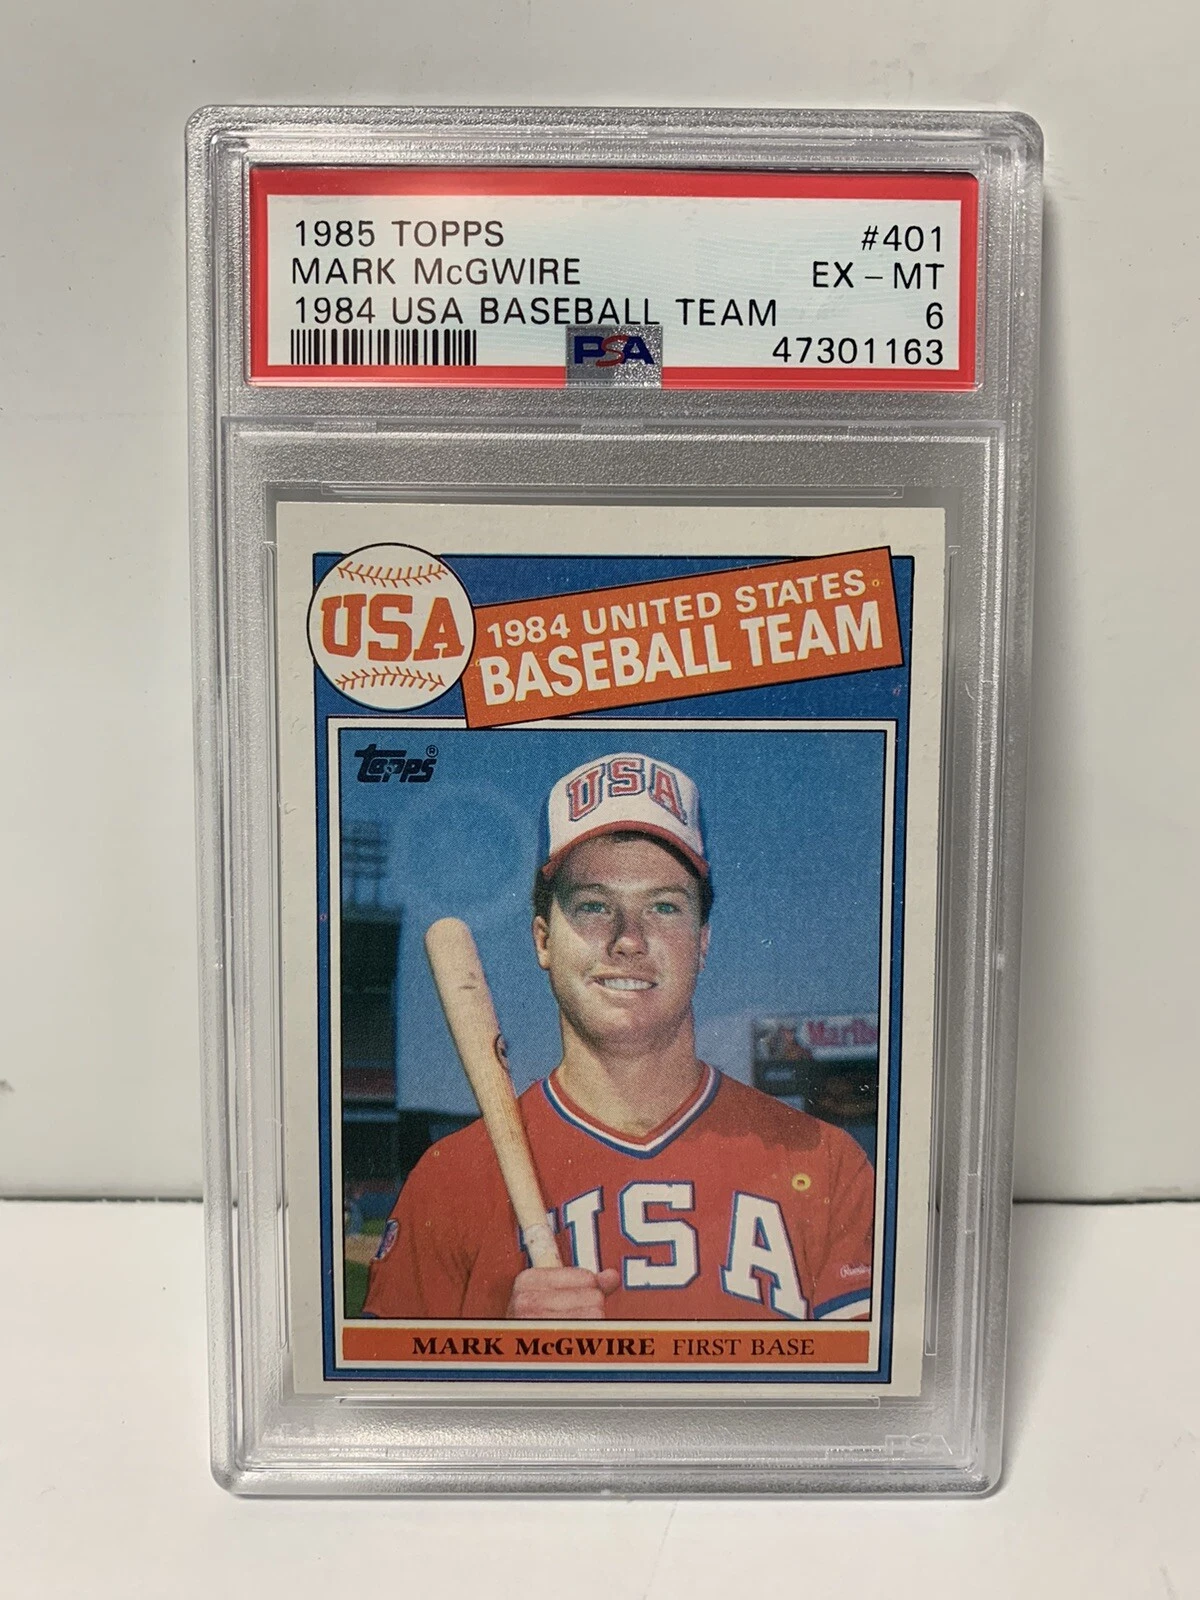 1985 TOPPS #401
MARK McGWIRE EX - MT
1984 USA BASEBALL TEAM 6
PSA 47301163
USA
1984 UNITED STATES
BASEBALL TEAM
topps®
USA
USA
MARK McGWIRE FIRST BASE
PSA